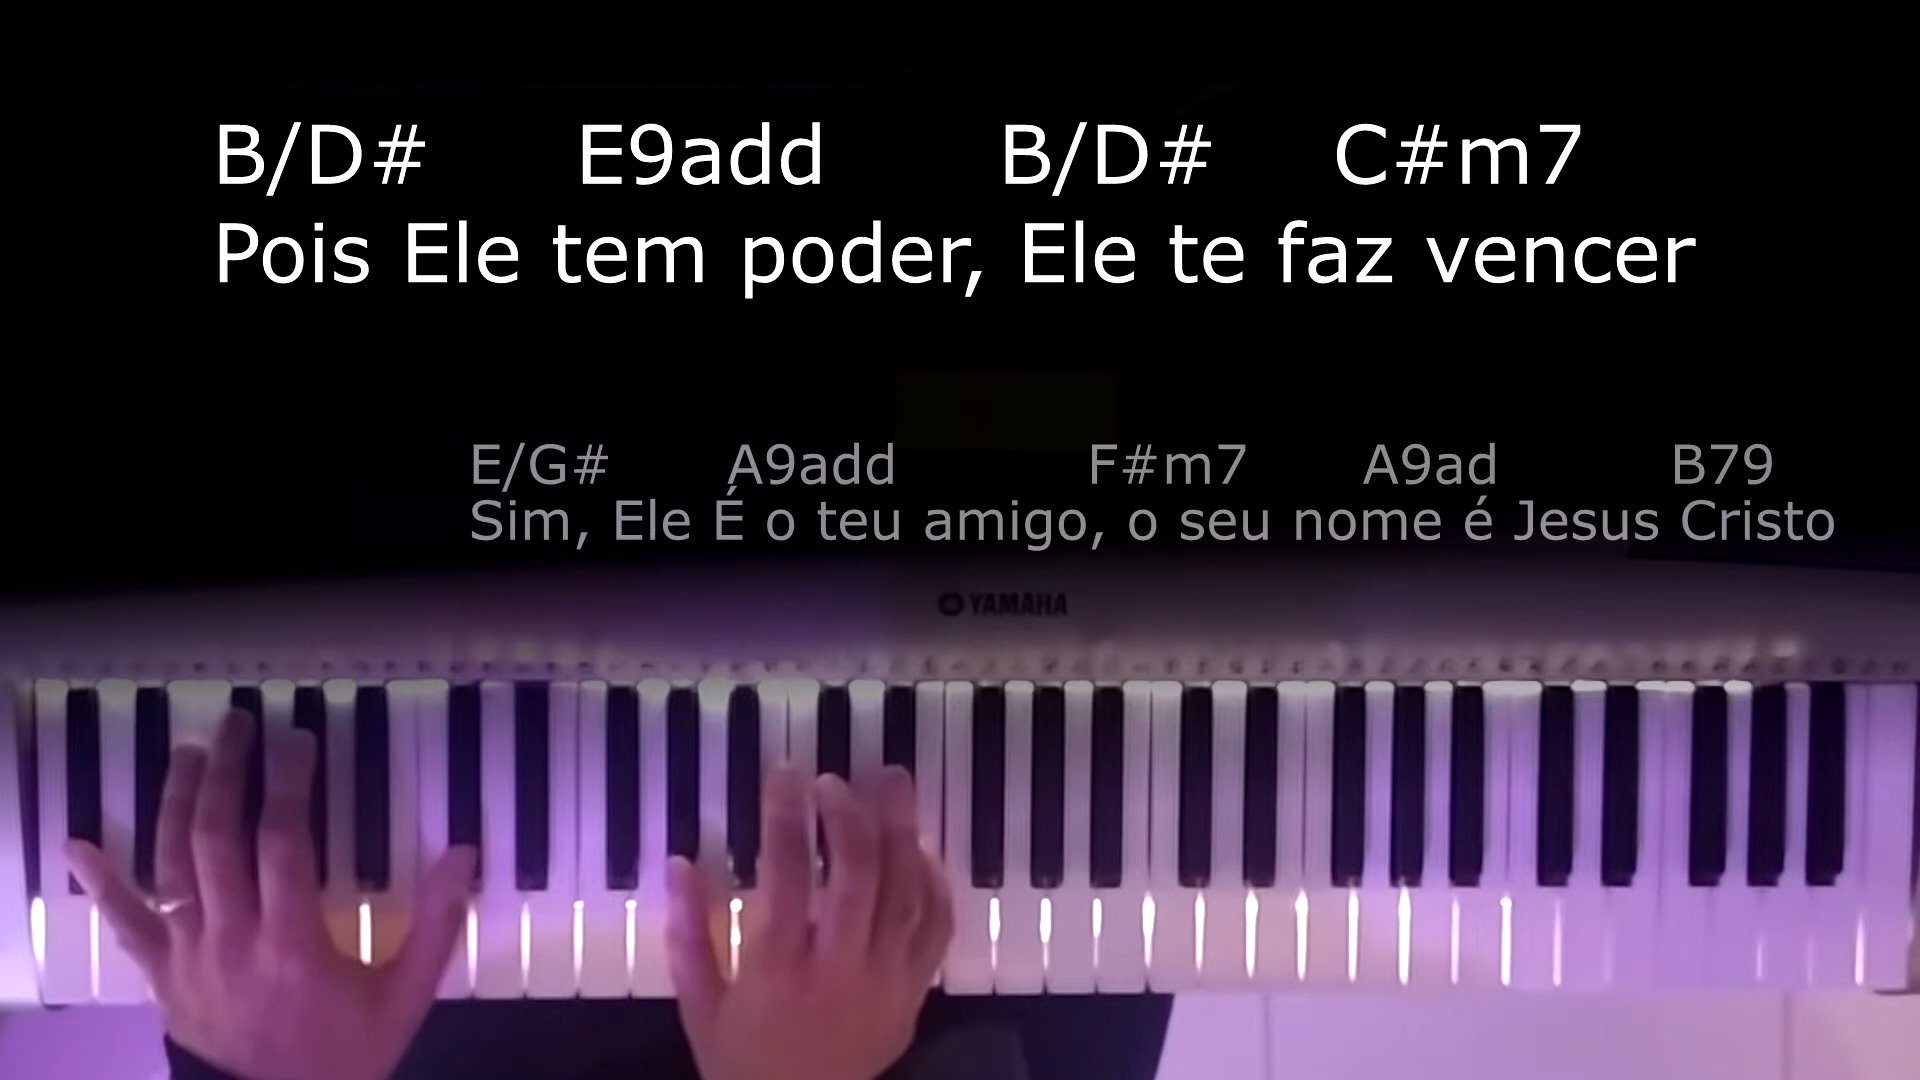 B/D# E9add B/D# C#m7
Pois Ele tem poder, Ele te faz vencer
E/G# A9add F#m7 A9ad B79
Sim, Ele É o teu amigo, o seu nome é Jesus Cristo
YAMAHA